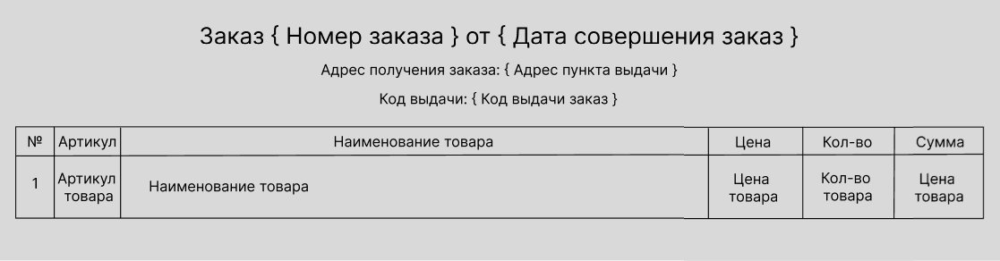 Заказ { Номер заказа } от { Дата совершения заказ }
Адрес получения заказа: { Адрес пункта выдачи }
Код выдачи: { Код выдачи заказ }
№ Артикул Наименование товара Цена Кол-во Сумма
1 Артикул товара Наименование товара Цена товара Кол-во товара Цена товара